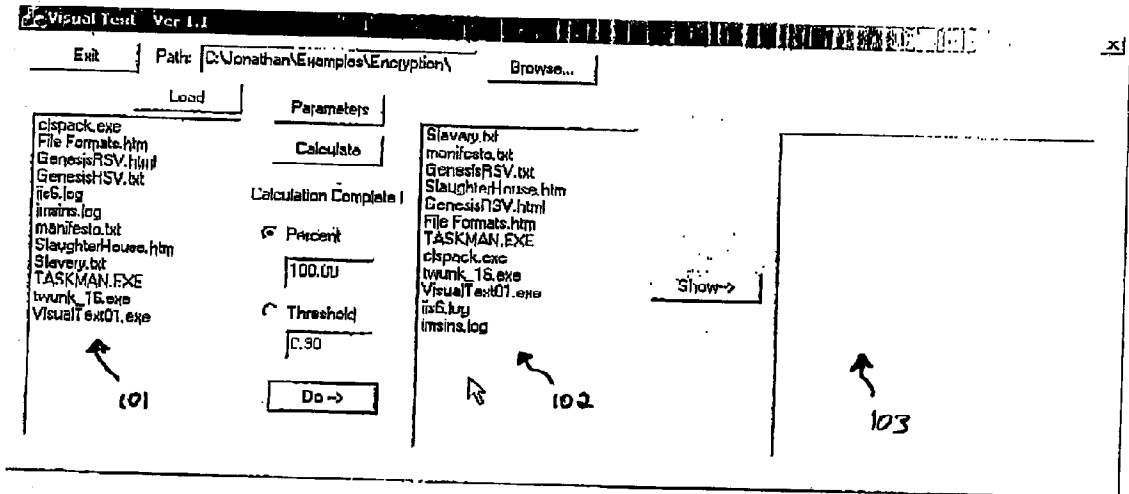 Visual Text Ver 1.1
Exit
Path:
C:\Jonathan\Examples\Encryption\
Browse...
Load
Parameters
Calculate
Calculation Complete !
Percent
100.00
Threshold
0.90
Do ->
clspack.exe
File Formats.htm
GenesisRSV.html
GenesisRSV.txt
iis6.log
imsins.log
manifesto.txt
SlaughterHouse.htm
Slavery.txt
TASKMAN.EXE
twunk_16.exe
VisualText01.exe
101
Slavery.txt
manifesto.txt
GenesisRSV.txt
SlaughterHouse.htm
GenesisRSV.html
File Formats.htm
TASKMAN.EXE
clspack.exe
twunk_16.exe
VisualText01.exe
iis6.log
imsins.log
102
Show->
103